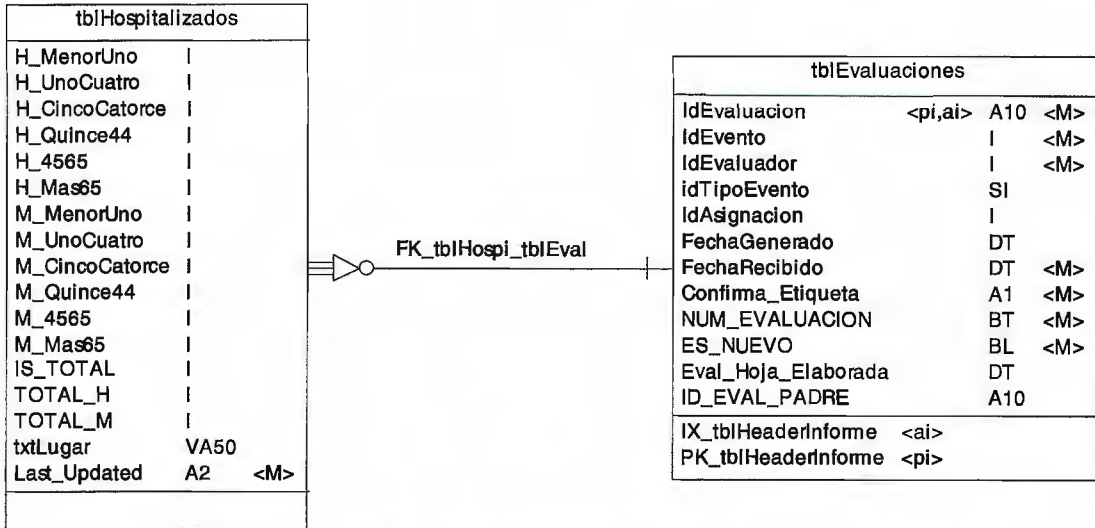 tblHospitalizados
H_MenorUno I
H_UnoCuatro I
H_CincoCatorce I
H_Quince44 I
H_4565 I
H_Mas65 I
M_MenorUno I
M_UnoCuatro I
M_CincoCatorce I
M_Quince44 I
M_4565 I
M_Mas65 I
IS_TOTAL I
TOTAL_H I
TOTAL_M I
txtLugar VA50
Last_Updated A2 <M>
FK_tblHospi_tblEval
tblEvaluaciones
IdEvaluacion <pi,ai> A10 <M>
IdEvento I <M>
IdEvaluador I <M>
idTipoEvento SI
IdAsignacion I
FechaGenerado DT
FechaRecibido DT <M>
Confirma_Etiqueta A1 <M>
NUM_EVALUACION BT <M>
ES_NUEVO BL <M>
Eval_Hoja_Elaborada DT
ID_EVAL_PADRE A10
IX_tblHeaderInforme <ai>
PK_tblHeaderInforme <pi>